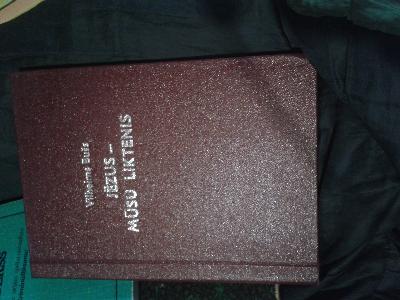 Vilhelms Bušs
JĒZUS –
MŪSU LIKTENIS